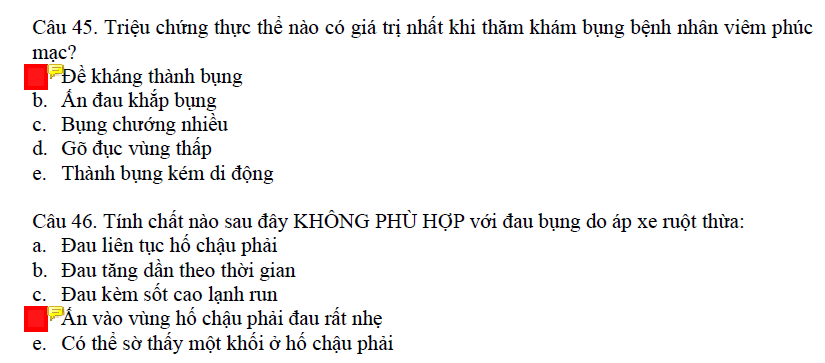 Câu 45. Triệu chứng thực thể nào có giá trị nhất khi thăm khám bụng bệnh nhân viêm phúc
mạc?
Đề kháng thành bụng
b. Ấn đau khắp bụng
c. Bụng chướng nhiều
d. Gõ đục vùng thấp
e. Thành bụng kém di động
Câu 46. Tính chất nào sau đây KHÔNG PHÙ HỢP với đau bụng do áp xe ruột thừa:
a. Đau liên tục hố chậu phải
b. Đau tăng dần theo thời gian
c. Đau kèm sốt cao lạnh run
Ấn vào vùng hố chậu phải đau rất nhẹ
e. Có thể sờ thấy một khối ở hố chậu phải